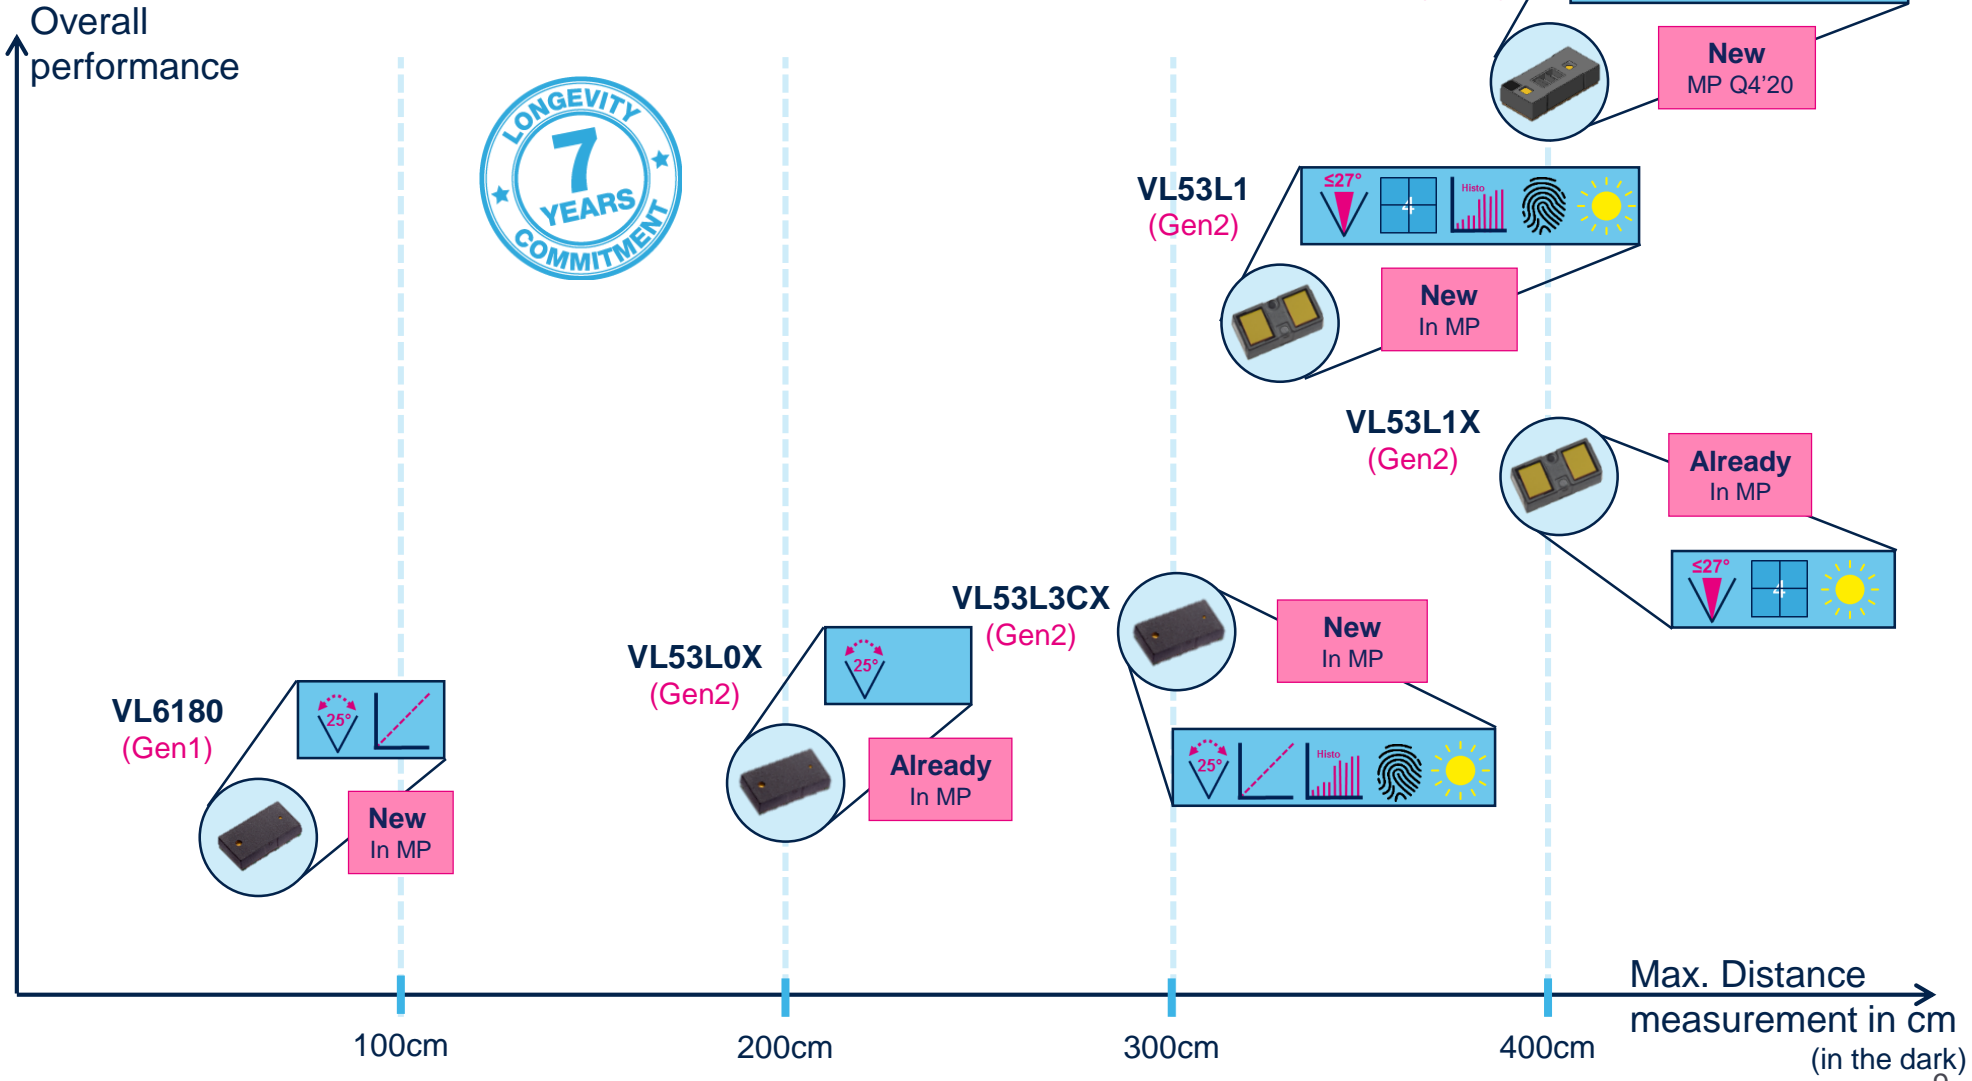 Overall
performance
LONGEVITY
7
YEARS
COMMITMENT
New
MP Q4'20
VL53L1
(Gen2)
≤27°
4
Histo
New
In MP
VL53L1X
(Gen2)
Already
In MP
≤27°
4
VL53L3CX
(Gen2)
New
In MP
25°
Histo
VL53L0X
(Gen2)
25°
Already
In MP
VL6180
(Gen1)
25°
New
In MP
Max. Distance
measurement in cm
(in the dark)
100cm
200cm
300cm
400cm